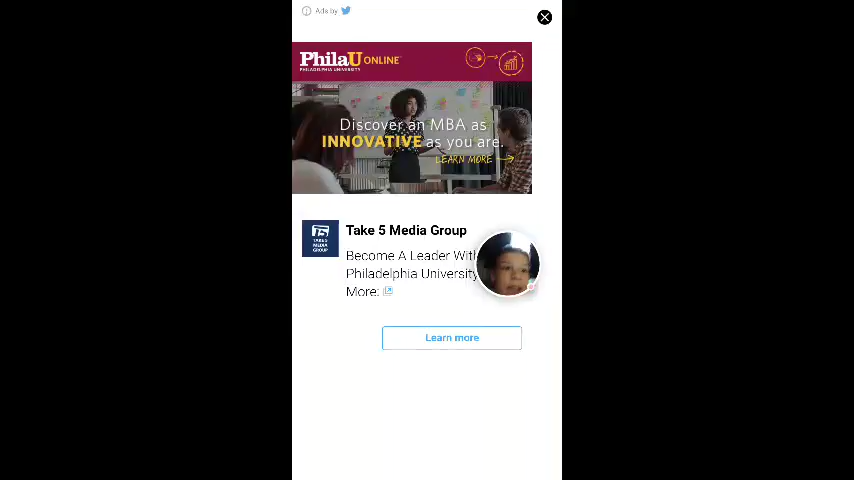 Ads by
PhilaU ONLINE
PHILADELPHIA UNIVERSITY
Discover an MBA as
INNOVATIVE as you are.
LEARN MORE
TAKE 5
MEDIA
GROUP
Take 5 Media Group
Become A Leader With
Philadelphia University
More:
Learn more